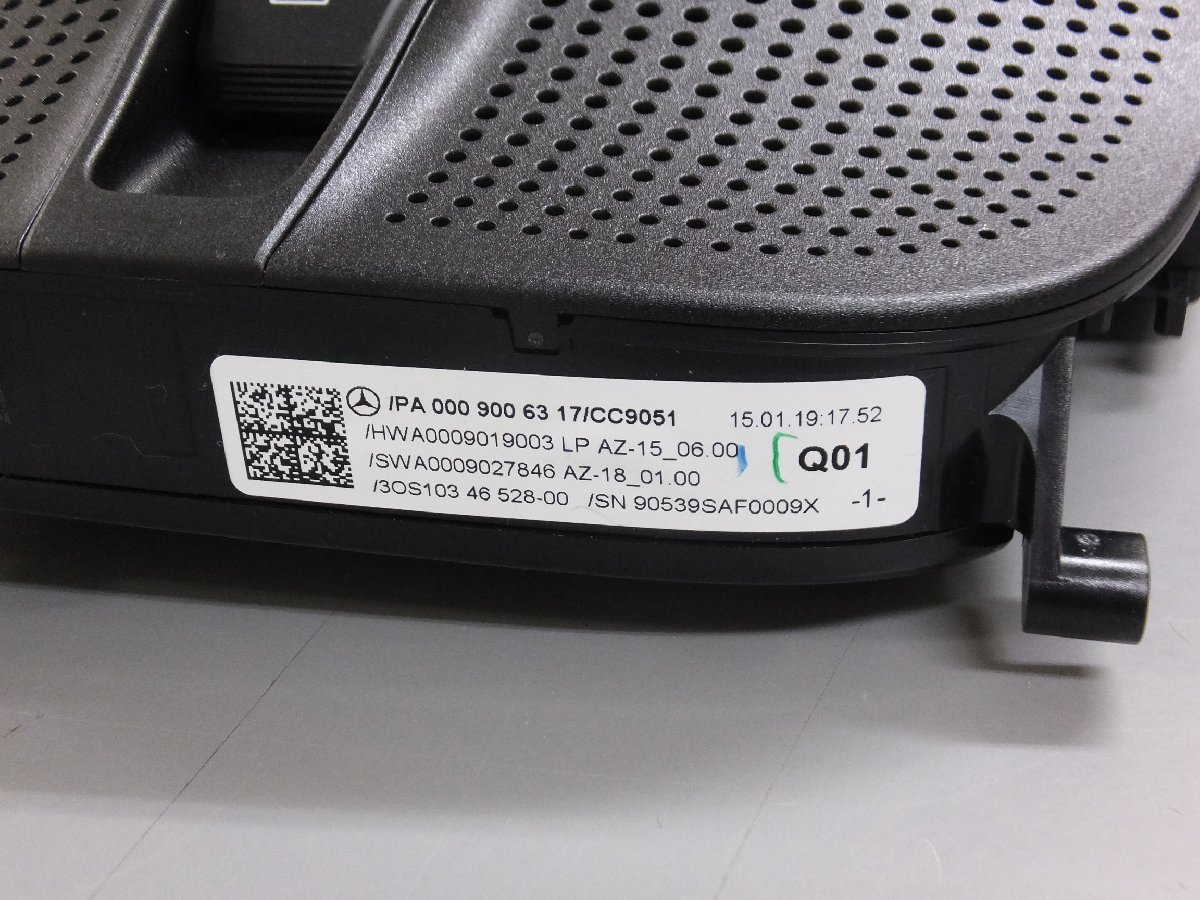 /PA 000 900 63 17/CC9051 15.01.19:17.52
/HWA0009019003 LP AZ-15_06.00
/SWA0009027846 AZ-18_01.00 Q01
/3OS103 46 528-00 /SN 90539SAF0009X -1-